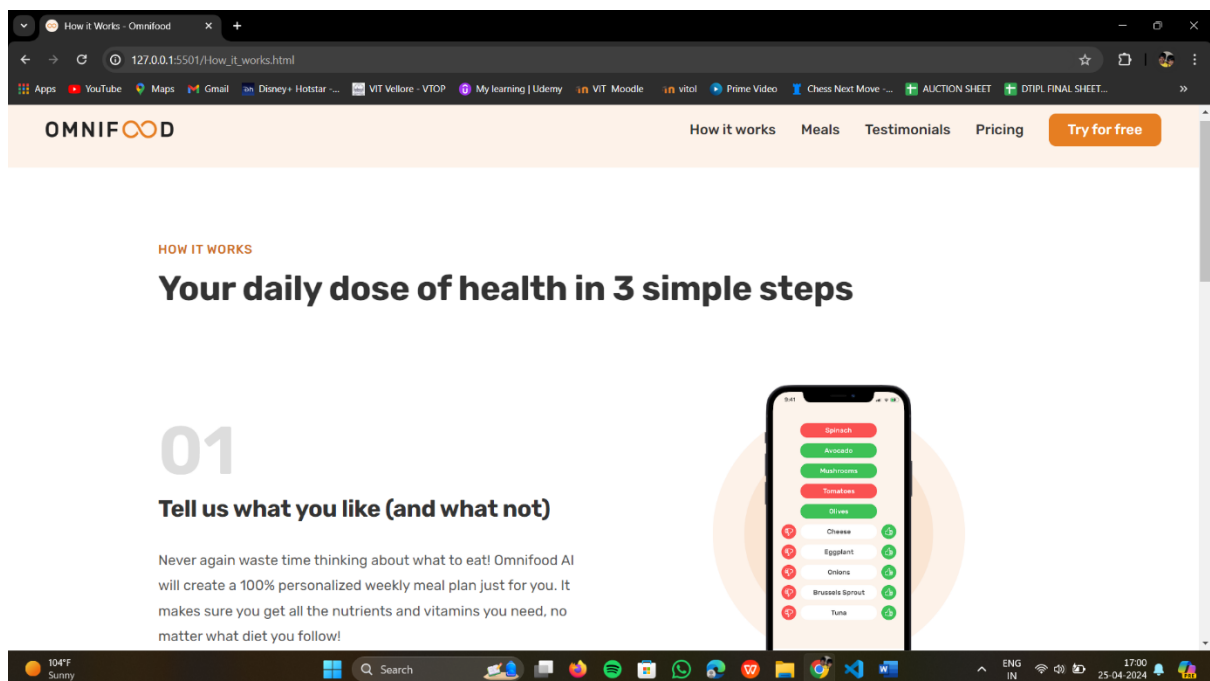 How it Works - Omnifood
127.0.0.1:5501/How_it_works.html
Apps YouTube Maps Gmail Disney+ Hotstar -... VIT Vellore - VTOP My learning | Udemy VIT Moodle vitol Prime Video Chess Next Move -... AUCTION SHEET DTIPL FINAL SHEET...
OMNIFOOD How it works Meals Testimonials Pricing Try for free
HOW IT WORKS
Your daily dose of health in 3 simple steps
01
Tell us what you like (and what not)
Never again waste time thinking about what to eat! Omnifood AI
will create a 100% personalized weekly meal plan just for you. It
makes sure you get all the nutrients and vitamins you need, no
matter what diet you follow!
9:41
Spinach
Avocado
Mushrooms
Tomatoes
Olives
Cheese
Eggplant
Onions
Brussels Sprout
Tuna
104°F
Sunny
Search
ENG
IN
17:00
25-04-2024